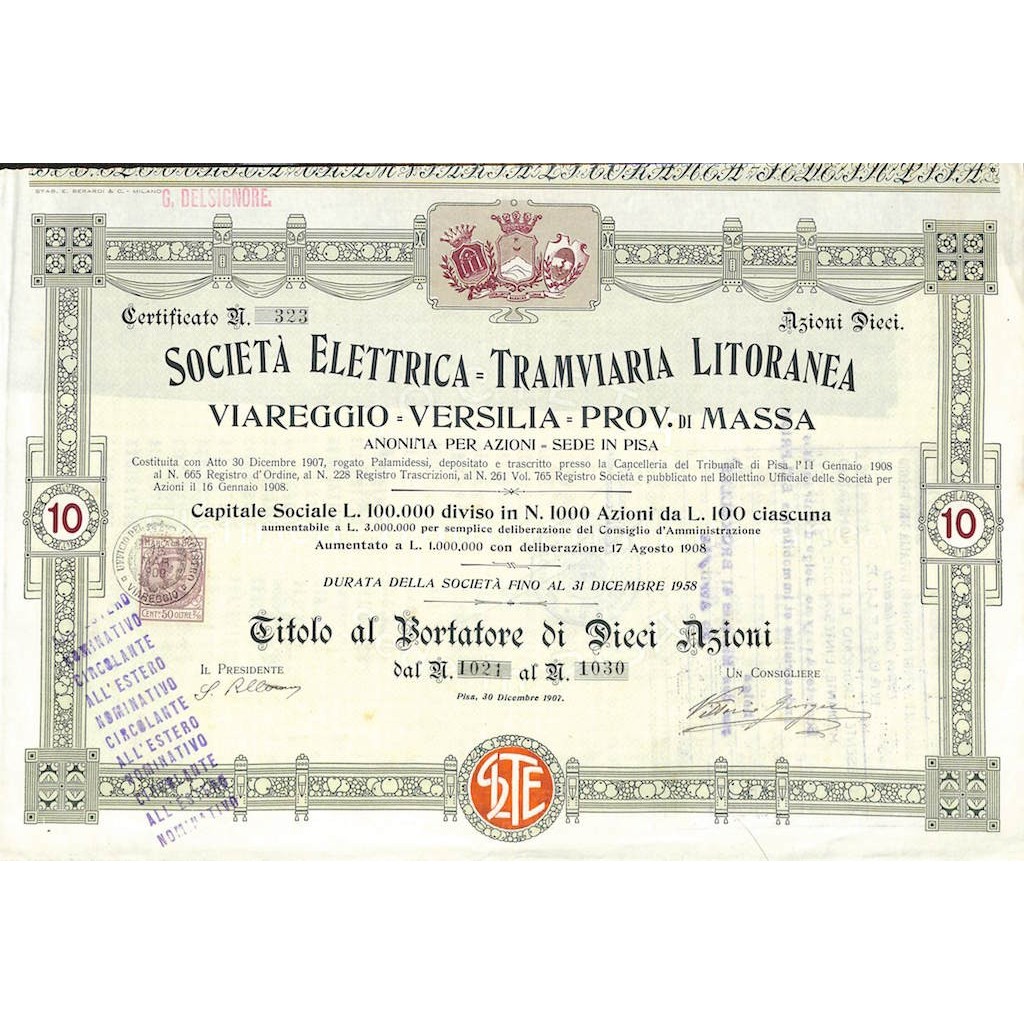 STAB. E. BERARDI & C. - MILANO
G. DELSIGNORE.
Certificato N. 323
Azioni Dieci.
SOCIETÀ ELETTRICA=TRAMVIARIA LITORANEA
VIAREGGIO=VERSILIA=PROV. DI MASSA
ANONIMA PER AZIONI = SEDE IN PISA
Costituita con Atto 30 Dicembre 1907, rogato Palamidessi, depositato e trascritto presso la Cancelleria del Tribunale di Pisa l'11 Gennaio 1908
al N. 665 Registro d'Ordine, al N. 228 Registro Trascrizioni, al N. 261 Vol. 765 Registro Società e pubblicato nel Bollettino Ufficiale delle Società per
Azioni il 16 Gennaio 1908.
10
10
Capitale Sociale L. 100.000 diviso in N. 1000 Azioni da L. 100 ciascuna
aumentabile a L. 3.000.000 per semplice deliberazione del Consiglio d'Amministrazione
Aumentato a L. 1.000.000 con deliberazione 17 Agosto 1908
DURATA DELLA SOCIETÀ FINO AL 31 DICEMBRE 1958
VIAREGGIO
CENT. 50 OLTRE
Titolo al Portatore di Dieci Azioni
dal N. 1021 al N. 1030
IL PRESIDENTE
UN CONSIGLIERE
Pisa, 30 Dicembre 1907.
NOMINATIVO
CIRCOLANTE
ALL'ESTERO
NOMINATIVO
CIRCOLANTE
ALL'ESTERO
NOMINATIVO
CIRCOLANTE
ALL'ESTERO
NOMINATIVO
SETL